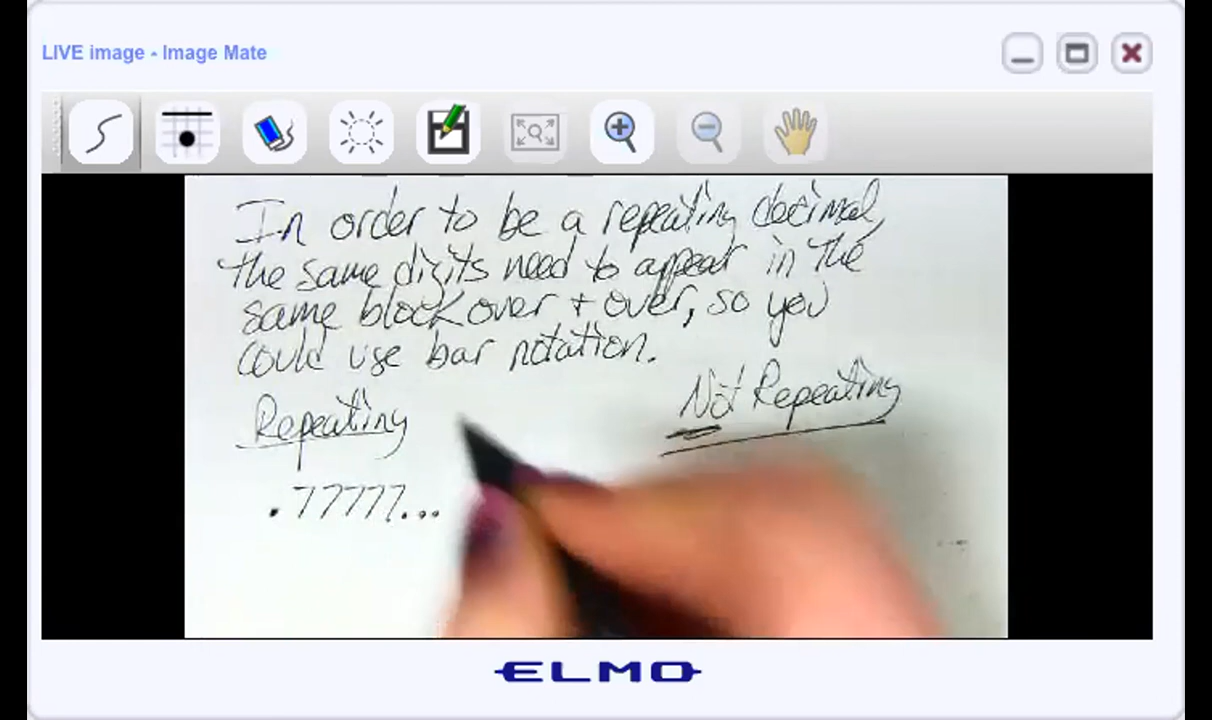 LIVE image - Image Mate
In order to be a repeating decimal,
the same digits need to appear in the
same block over + over, so you
could use bar notation.
Repeating
Not Repeating
.77777...
ELMO